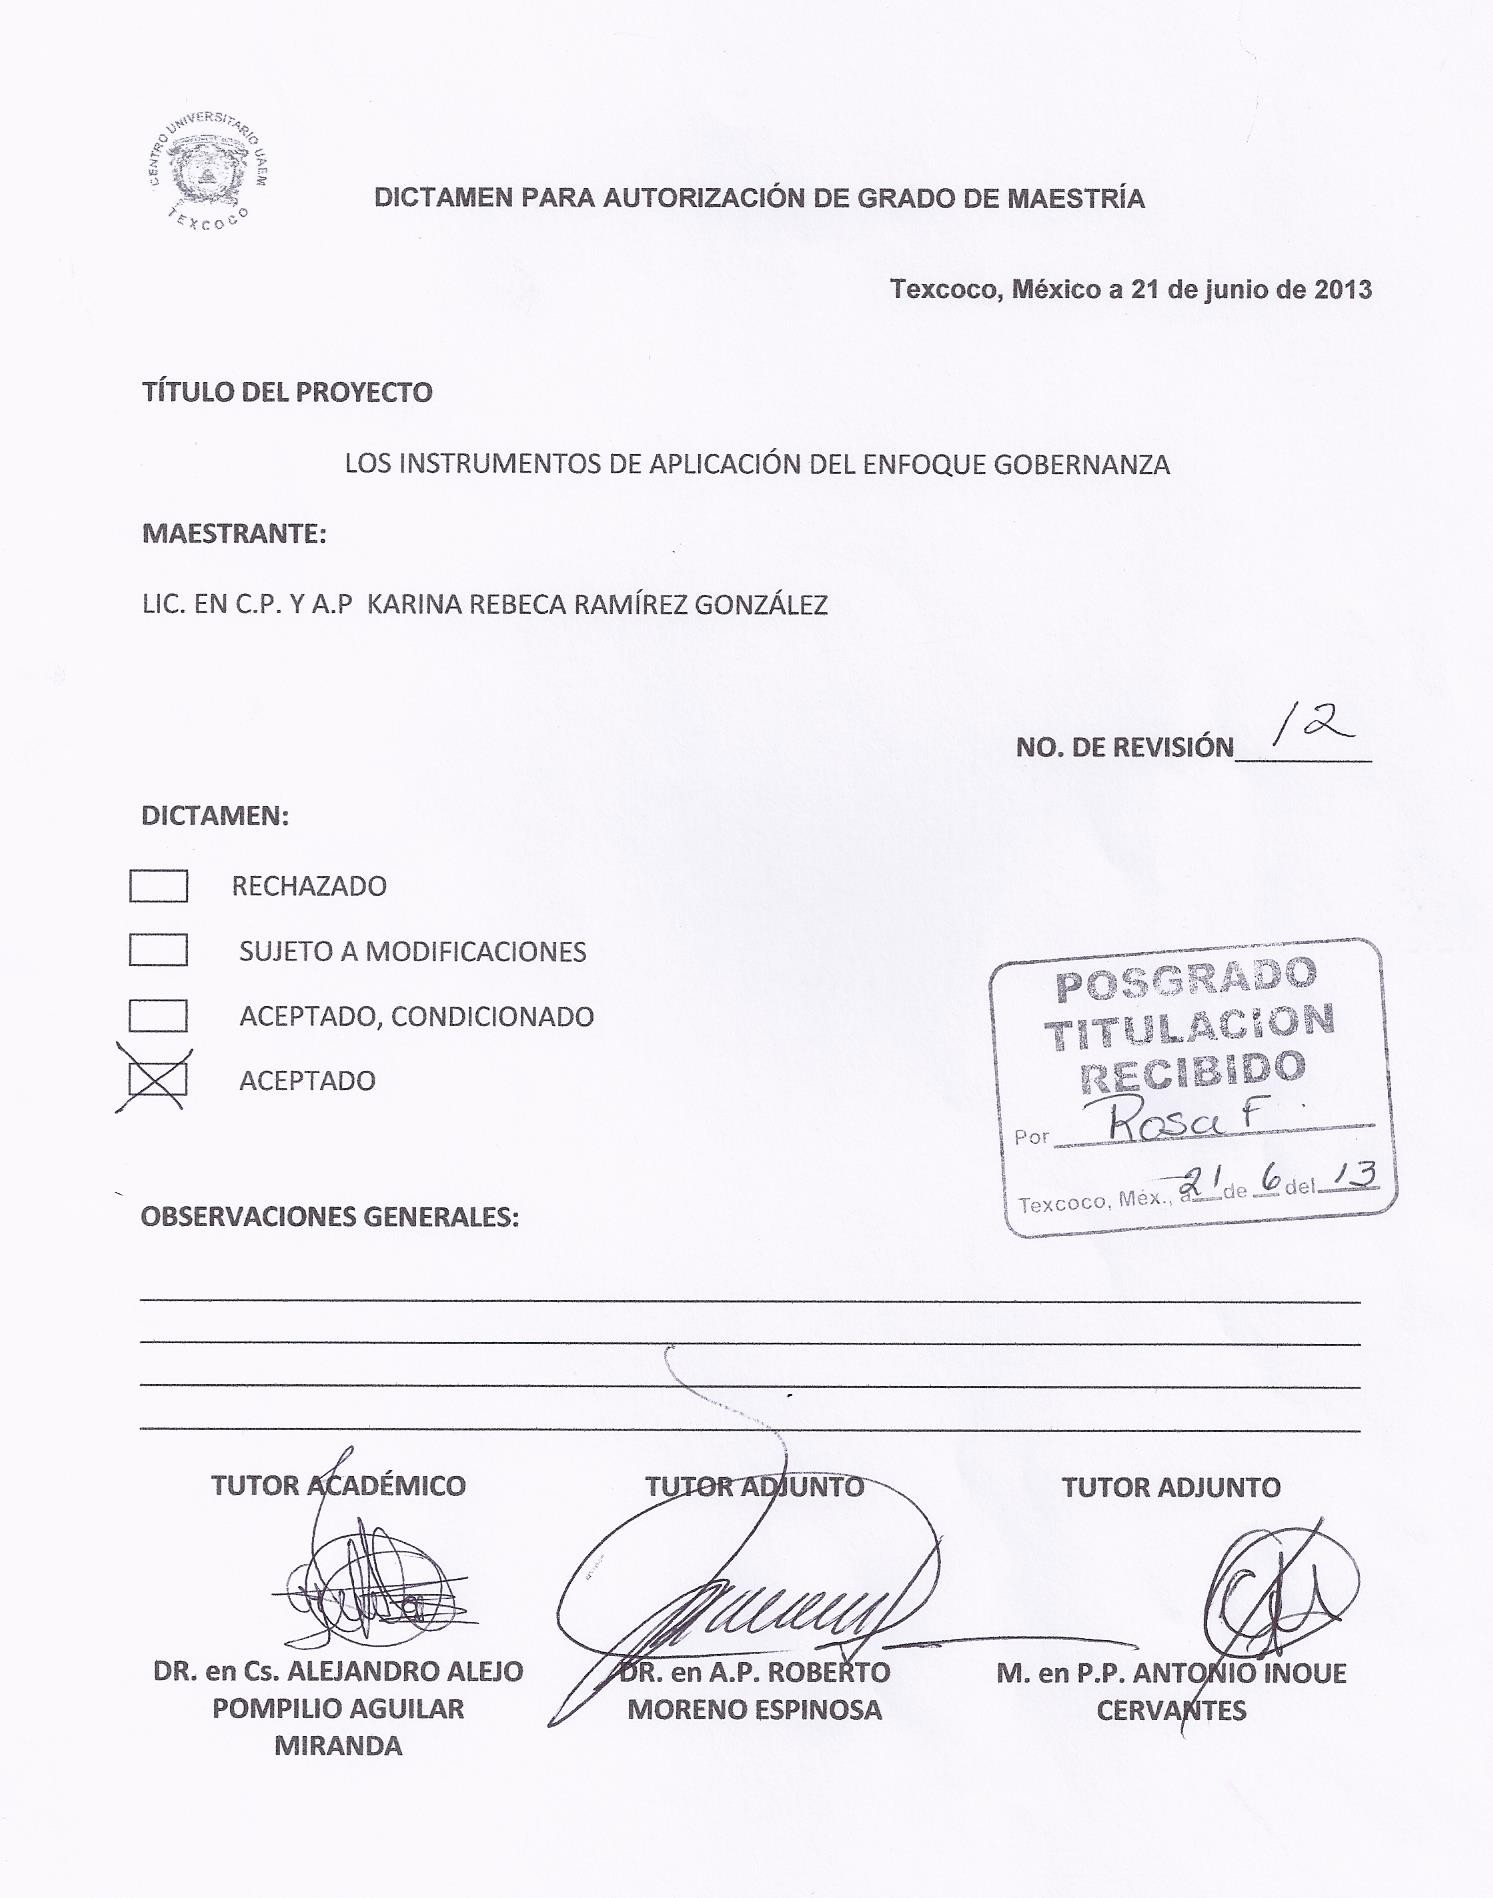 CENTRO UNIVERSITARIO UAEM
TEXCOCO
DICTAMEN PARA AUTORIZACIÓN DE GRADO DE MAESTRÍA
Texcoco, México a 21 de junio de 2013
TÍTULO DEL PROYECTO
LOS INSTRUMENTOS DE APLICACIÓN DEL ENFOQUE GOBERNANZA
MAESTRANTE:
LIC. EN C.P. Y A.P KARINA REBECA RAMÍREZ GONZÁLEZ
NO. DE REVISIÓN 12
DICTAMEN:
RECHAZADO
SUJETO A MODIFICACIONES
ACEPTADO, CONDICIONADO
ACEPTADO
POSGRADO
TITULACION
RECIBIDO
Por Rosa F.
Texcoco, Méx., a 21 de 6 del 13
OBSERVACIONES GENERALES:
TUTOR ACADÉMICO TUTOR ADJUNTO TUTOR ADJUNTO
DR. en Cs. ALEJANDRO ALEJO DR. en A.P. ROBERTO M. en P.P. ANTONIO INOUE
POMPILIO AGUILAR MORENO ESPINOSA CERVANTES
MIRANDA